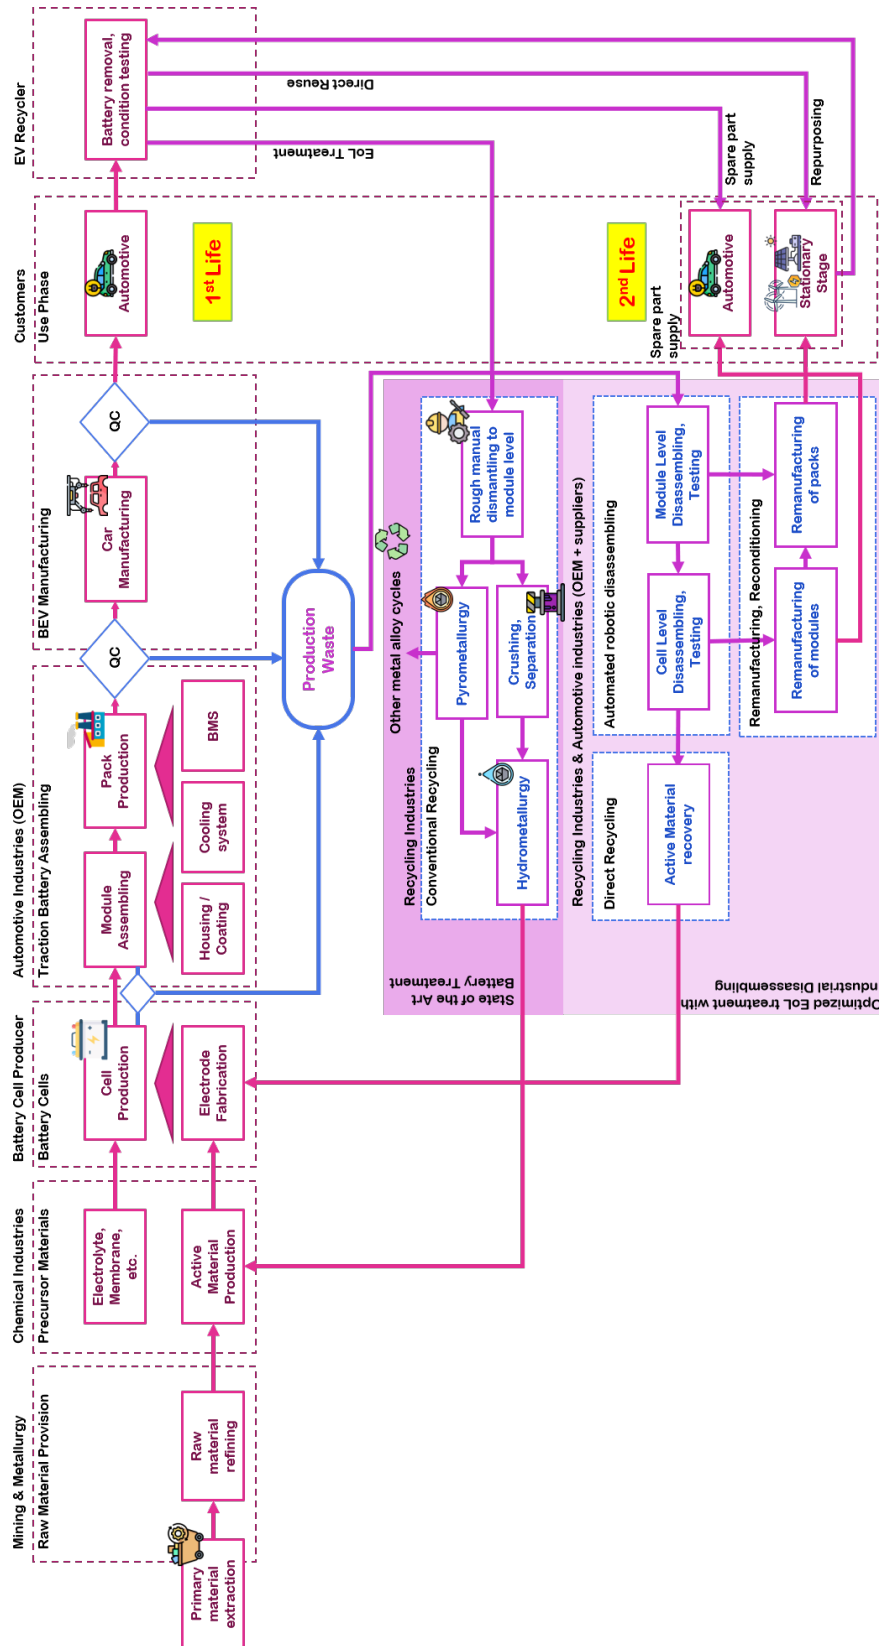 Mining & Metallurgy
Raw Material Provision
Primary
material
extraction
Raw
material
refining
Chemical Industries
Precursor Materials
Electrolyte,
Membrane,
etc.
Active
Material
Production
Battery Cell Producer
Battery Cells
Cell
Production
Electrode
Fabrication
Automotive Industries (OEM)
Traction Battery Assembling
Module
Assembling
Pack
Production
Housing /
Coating
Cooling
system
BMS
QC
BEV Manufacturing
Car
Manufacturing
QC
Customers
Use Phase
Automotive
EV Recycler
Battery removal,
condition testing
1st Life
Production
Waste
EoL Treatment
Direct Reuse
Other metal alloy cycles
State of the Art
Battery Treatment
Recycling Industries
Conventional Recycling
Hydrometallurgy
Pyrometallurgy
Crushing,
Separation
Rough manual
dismantling to
module level
Optimized EoL treatment with
ndustrial Disassembling
Recycling Industries & Automotive industries (OEM + suppliers)
Direct Recycling
Active Material
recovery
Automated robotic disassembling
Cell Level
Disassembling,
Testing
Module Level
Disassembling,
Testing
Remanufacturing, Reconditioning
Remanufacturing
of modules
Remanufacturing
of packs
2nd Life
Spare part
supply
Automotive
Stationary
Stage
Spare part
supply
Repurposing